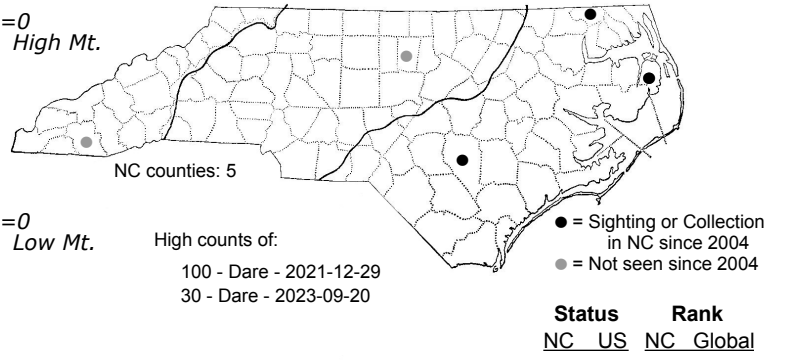 =0
High Mt.
NC counties: 5
=0
Low Mt.
High counts of:
100 - Dare - 2021-12-29
30 - Dare - 2023-09-20
= Sighting or Collection
in NC since 2004
= Not seen since 2004
Status Rank
NC US NC Global